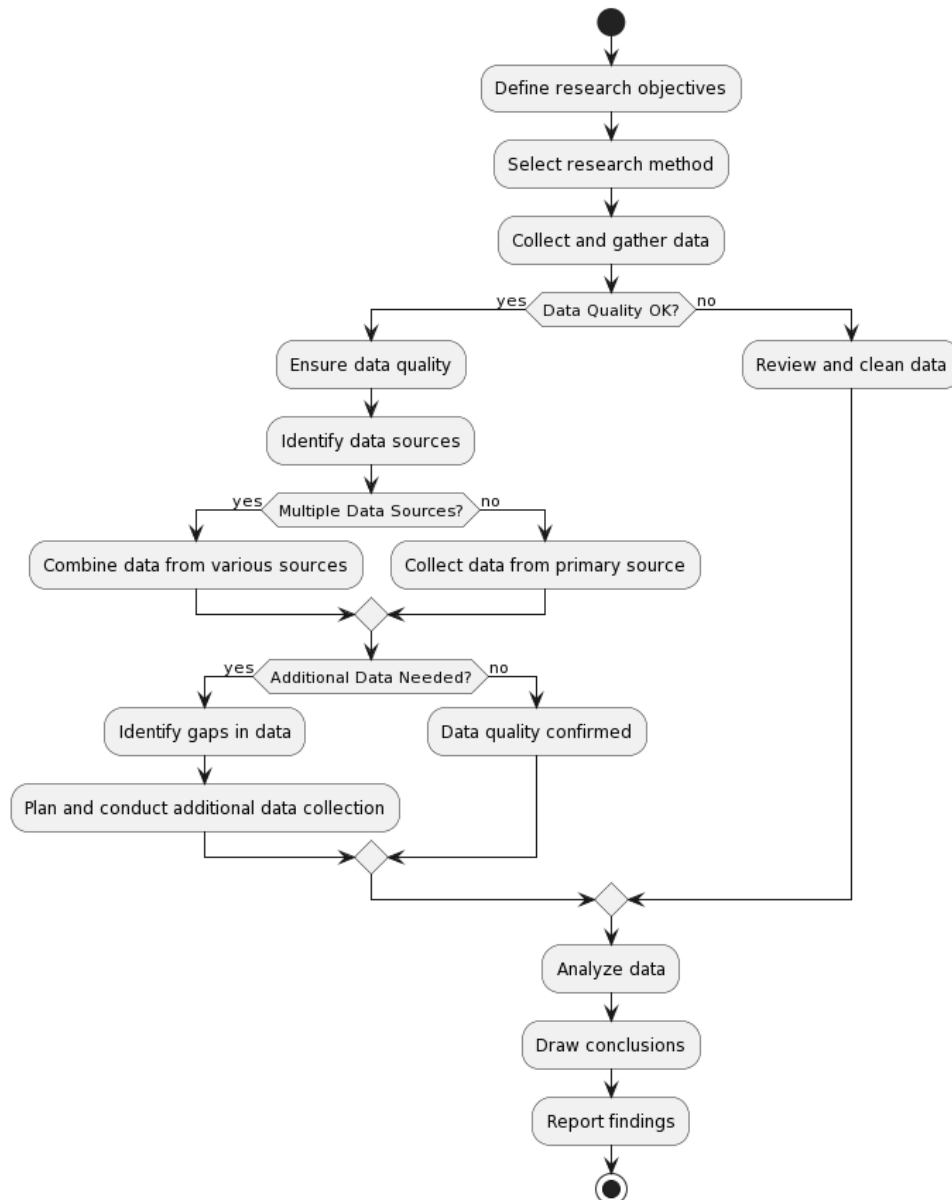 Define research objectives
Select research method
Collect and gather data
yes
Data Quality OK?
no
Ensure data quality
Review and clean data
Identify data sources
yes
Multiple Data Sources?
no
Combine data from various sources
Collect data from primary source
yes
Additional Data Needed?
no
Identify gaps in data
Data quality confirmed
Plan and conduct additional data collection
Analyze data
Draw conclusions
Report findings